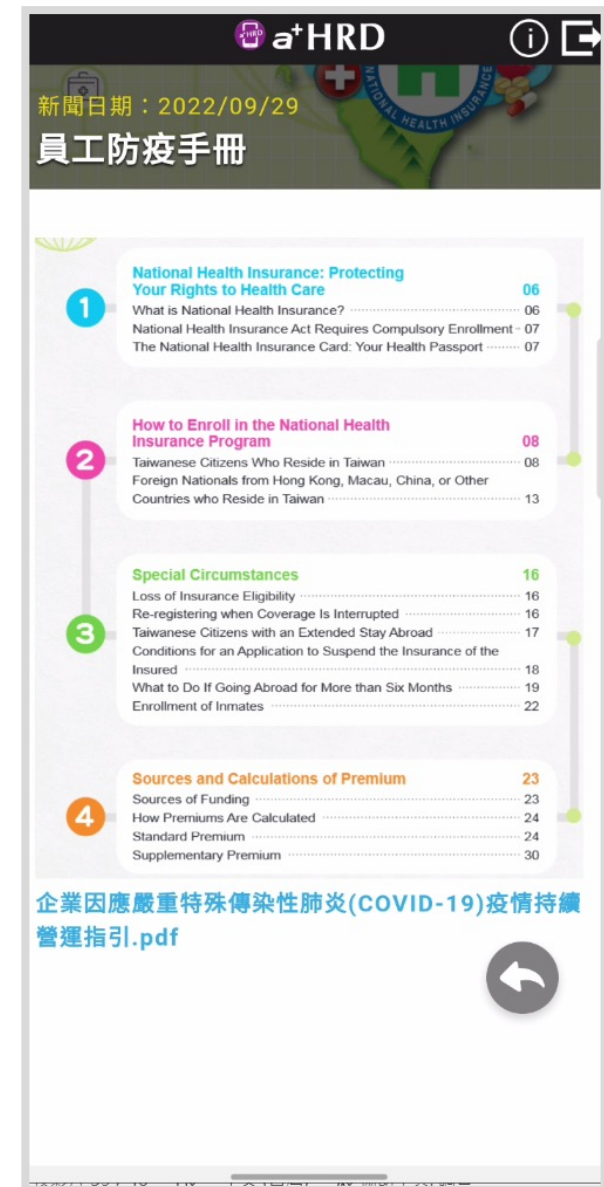 a+HRD
新聞日期：2022/09/29
員工防疫手冊
NATIONAL HEALTH INSURANCE
1
National Health Insurance: Protecting
Your Rights to Health Care 06
What is National Health Insurance? 06
National Health Insurance Act Requires Compulsory Enrollment 07
The National Health Insurance Card: Your Health Passport 07
2
How to Enroll in the National Health
Insurance Program 08
Taiwanese Citizens Who Reside in Taiwan 08
Foreign Nationals from Hong Kong, Macau, China, or Other
Countries who Reside in Taiwan 13
3
Special Circumstances 16
Loss of Insurance Eligibility 16
Re-registering when Coverage Is Interrupted 16
Taiwanese Citizens with an Extended Stay Abroad 17
Conditions for an Application to Suspend the Insurance of the
Insured 18
What to Do If Going Abroad for More than Six Months 19
Enrollment of Inmates 22
4
Sources and Calculations of Premium 23
Sources of Funding 23
How Premiums Are Calculated 24
Standard Premium 24
Supplementary Premium 30
企業因應嚴重特殊傳染性肺炎(COVID-19)疫情持續
營運指引.pdf